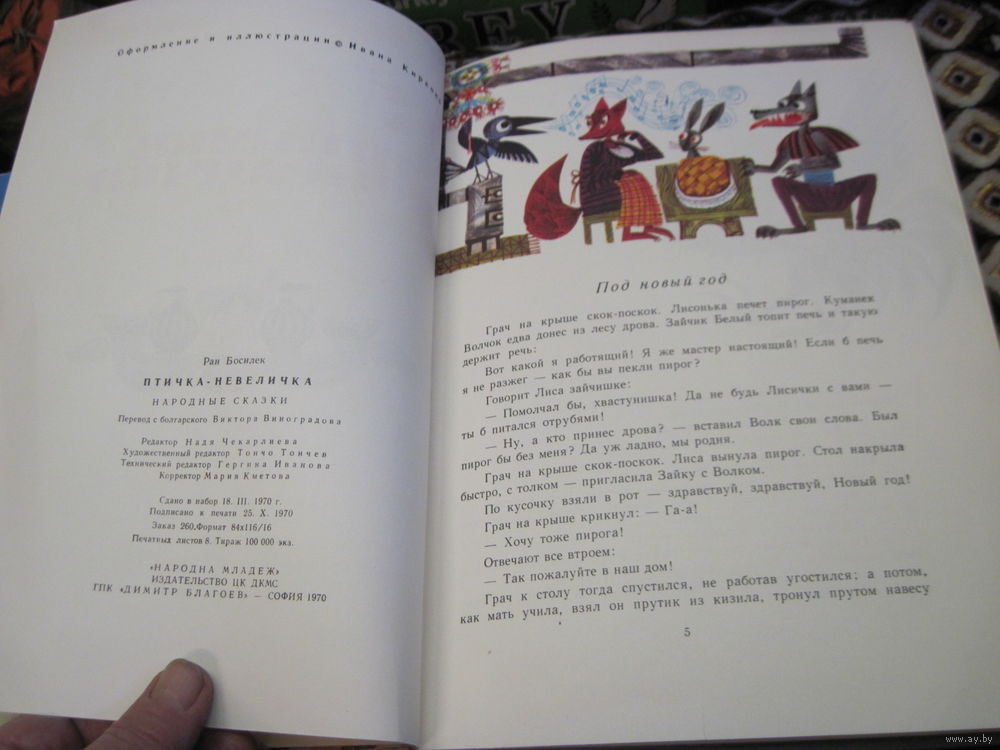 REY
Оформление и иллюстрации © Ивана Кирков
Ран Босилек
ПТИЧКА-НЕВЕЛИЧКА
НАРОДНЫЕ СКАЗКИ
Перевод с болгарского Виктора Виноградова
Редактор Надя Чекарлиева
Художественный редактор Тончо Тончев
Технический редактор Гергина Иванова
Корректор Мария Кметова
Сдано в набор 18. III. 1970 г.
Подписано к печати 25. X. 1970
Заказ 260.Формат 84х116/16
Печатных листов 8. Тираж 100 000 экз.
«НАРОДНА МЛАДЕЖ»
ИЗДАТЕЛЬСТВО ЦК ДКМС
ГПК «ДИМИТР БЛАГОЕВ» — СОФИЯ 1970
Под новый год
Грач на крыше скок-поскок. Лисонька печет пирог. Куманек
Волчок едва донес из лесу дрова. Зайчик Белый топит печь и такую
держит речь:
Вот какой я работящий! Я же мастер настоящий! Если б печь
я не разжег — как бы вы пекли пирог?
Говорит Лиса зайчишке:
— Помолчал бы, хвастунишка! Да не будь Лисички с вами —
ты б питался отрубями!
— Ну, а кто принес дрова? — вставил Волк свои слова. Был
пирог бы без меня? Да уж ладно, мы родня.
Грач на крыше скок-поскок. Лиса вынула пирог. Стол накрыла
быстро, с толком — пригласила Зайку с Волком.
По кусочку взяли в рот — здравствуй, здравствуй, Новый год!
Грач на крыше крикнул: — Га-а!
— Хочу тоже пирога!
Отвечают все втроем:
— Так пожалуйте в наш дом!
Грач к столу тогда спустился, не работав угостился; а потом,
как мать учила, взял он прутик из кизила, тронул прутом навесу
5
www.ay.by